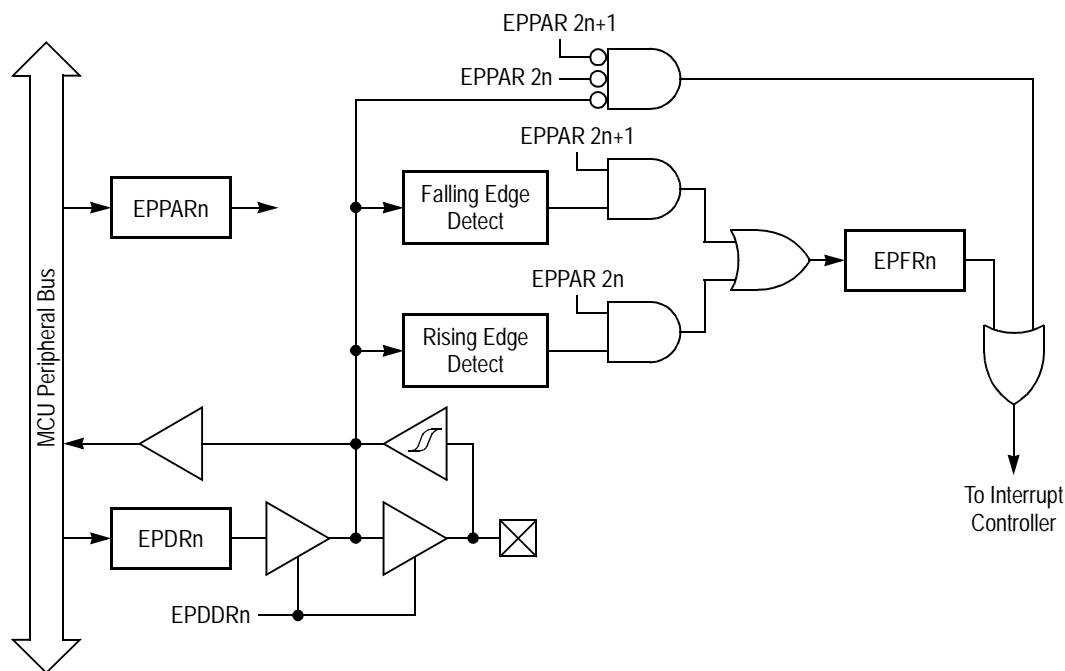 EPPAR 2n+1
EPPAR 2n
EPPAR 2n+1
EPPARn
Falling Edge
Detect
EPFRn
EPPAR 2n
Rising Edge
Detect
MCU Peripheral Bus
EPDRn
EPDDRn
To Interrupt
Controller